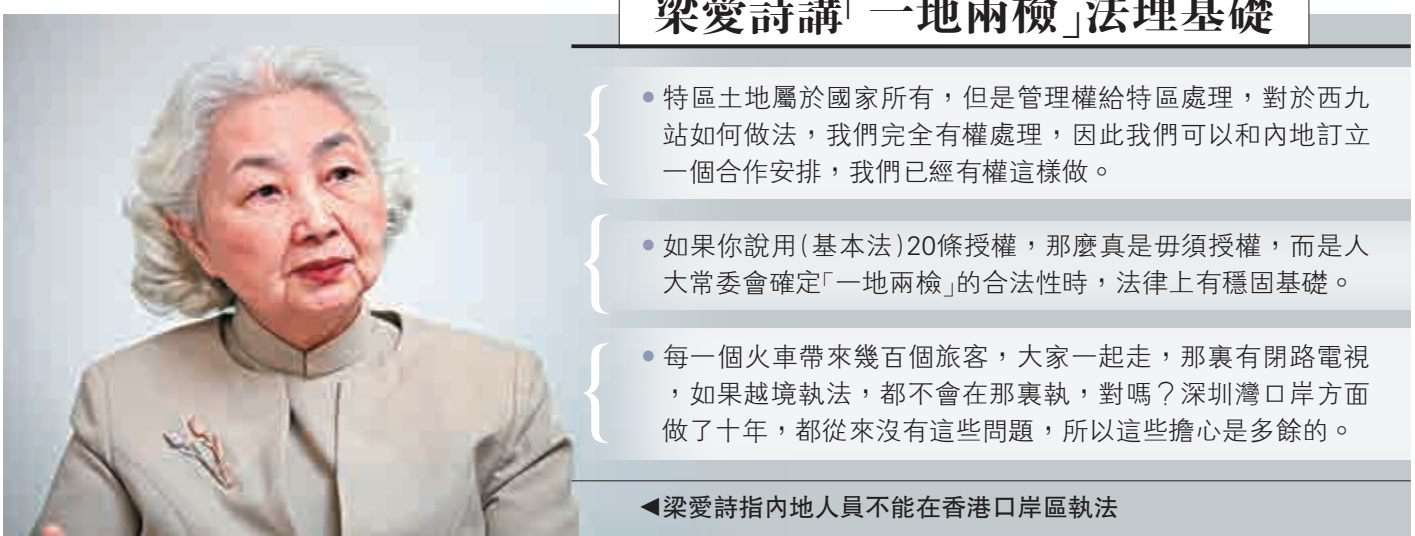 梁愛詩講「一地兩檢」法理基礎
•特區土地屬於國家所有,但是管理權給特區處理,對於西九
站如何做法,我們完全有權處理,因此我們可以和內地訂立
一個合作安排,我們已經有權這樣做。
•如果你說用(基本法)20條授權,那麼真是毋須授權,而是人
大常委會確定「一地兩檢」的合法性時,法律上有穩固基礎。
•每一個火車帶來幾百個旅客,大家一起走,那裏有閉路電視
,如果越境執法,都不會在那裏執,對嗎?深圳灣口岸方面
做了十年,都從來沒有這些問題,所以這些擔心是多餘的。
◀梁愛詩指內地人員不能在香港口岸區執法